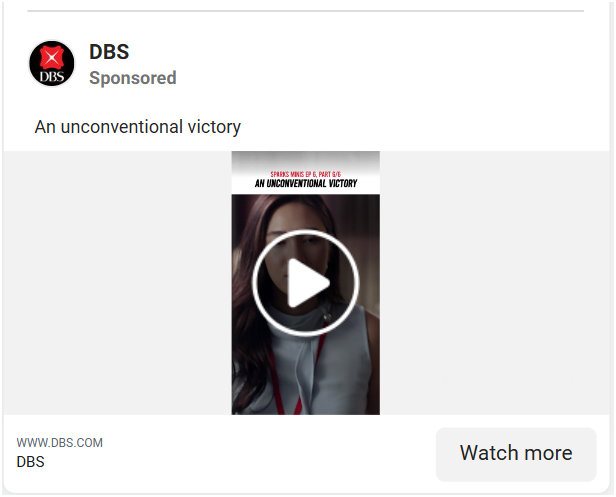 DBS
DBS
Sponsored
An unconventional victory
SPARKS MINIS EP 6, PART 6/6
AN UNCONVENTIONAL VICTORY
WWW.DBS.COM
DBS
Watch more